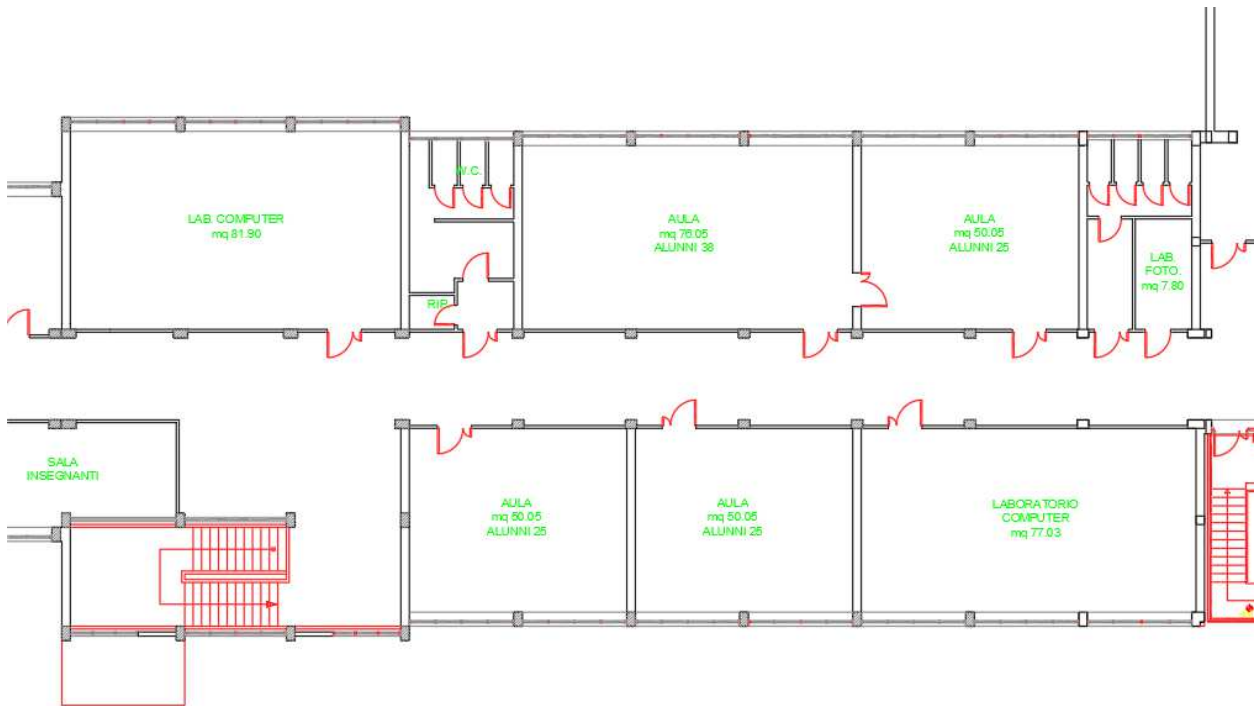 W.C.
LAB. COMPUTER
mq 81.90
AULA
mq 76.05
ALUNNI 38
AULA
mq 50.05
ALUNNI 25
LAB.
FOTO.
mq 7.80
RIP.
SALA
INSEGNANTI
AULA
mq 50.05
ALUNNI 25
AULA
mq 50.05
ALUNNI 25
LABORATORIO
COMPUTER
mq 77.03